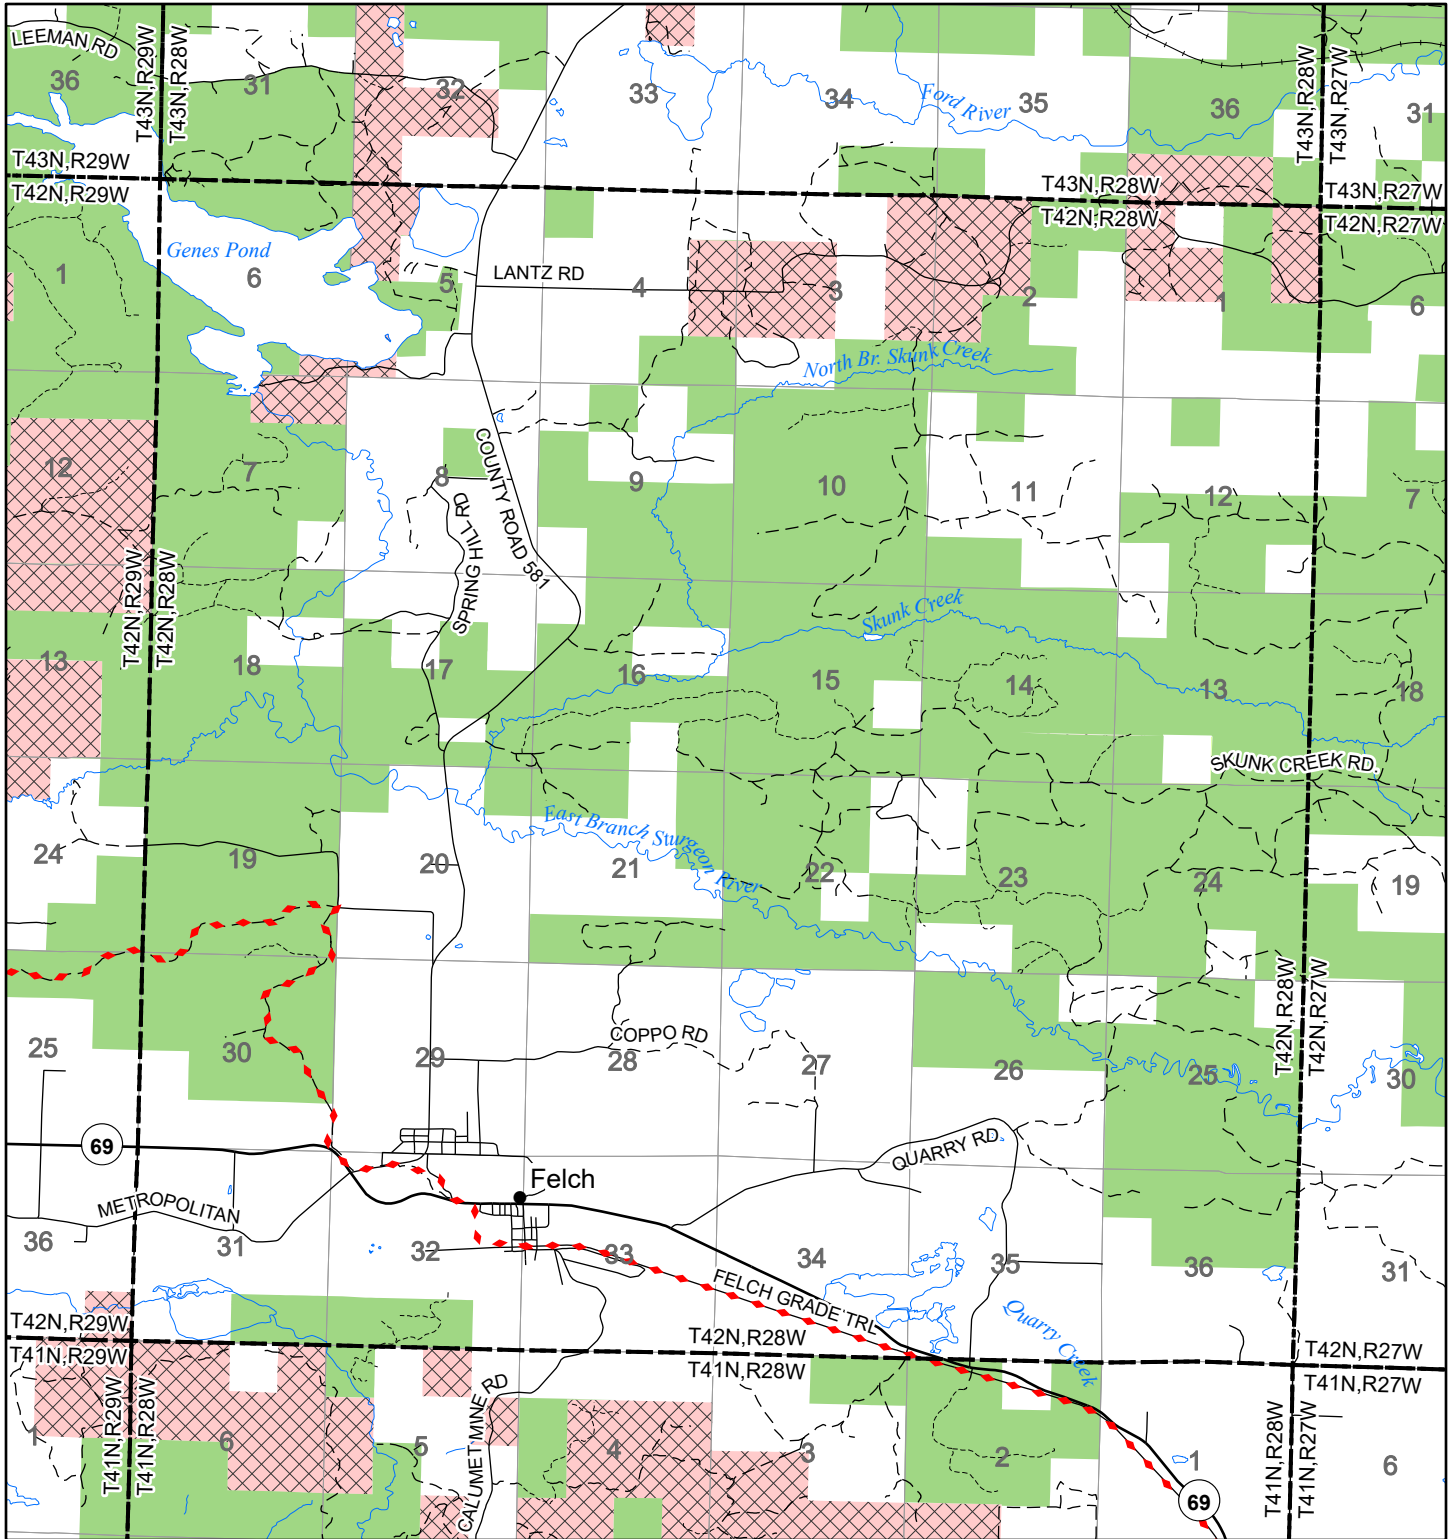 LEEMAN RD
36
T43N,R29W
T43N,R28W
31
32
33
34
Ford River
35
36
T43N,R28W
T43N,R27W
31
T43N,R29W
T42N,R29W
T43N,R28W
T42N,R28W
T43N,R27W
T42N,R27W
Genes Pond
1
6
5
LANTZ RD
4
3
2
1
6
North Br. Skunk Creek
12
7
8
COUNTY ROAD 581
SPRING HILL RD
9
10
11
12
7
T42N,R29W
T42N,R28W
Skunk Creek
13
18
17
16
15
14
13
18
SKUNK CREEK RD
East Branch Sturgeon River
24
19
20
21
22
23
24
19
T42N,R28W
T42N,R27W
25
30
29
COPPO RD
28
27
26
25
30
69
QUARRY RD
Felch
METROPOLITAN
36
31
32
33
34
35
36
31
FELCH GRADE TRL
Quarry Creek
T42N,R29W
T41N,R29W
T42N,R28W
T41N,R28W
T42N,R27W
T41N,R27W
T41N,R29W
T41N,R28W
CALUMET MINE RD
1
6
5
4
3
2
1
6
T41N,R28W
T41N,R27W
69